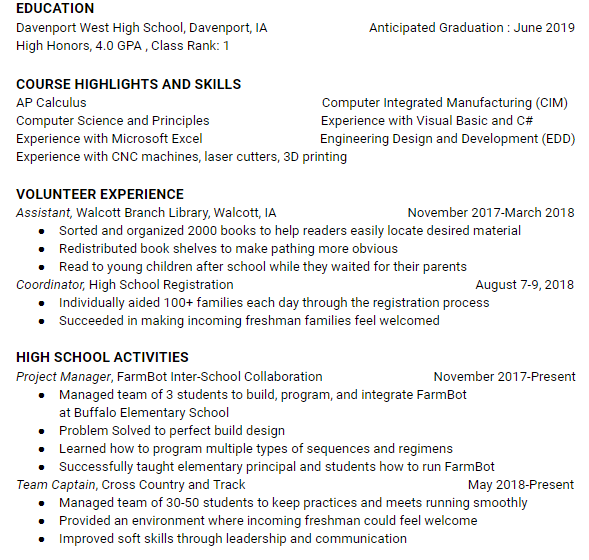 EDUCATION
Davenport West High School, Davenport, IA Anticipated Graduation : June 2019
High Honors, 4.0 GPA , Class Rank: 1
COURSE HIGHLIGHTS AND SKILLS
AP Calculus Computer Integrated Manufacturing (CIM)
Computer Science and Principles Experience with Visual Basic and C#
Experience with Microsoft Excel Engineering Design and Development (EDD)
Experience with CNC machines, laser cutters, 3D printing
VOLUNTEER EXPERIENCE
Assistant, Walcott Branch Library, Walcott, IA November 2017-March 2018
● Sorted and organized 2000 books to help readers easily locate desired material
● Redistributed book shelves to make pathing more obvious
● Read to young children after school while they waited for their parents
Coordinator, High School Registration August 7-9, 2018
● Individually aided 100+ families each day through the registration process
● Succeeded in making incoming freshman families feel welcomed
HIGH SCHOOL ACTIVITIES
Project Manager, FarmBot Inter-School Collaboration November 2017-Present
● Managed team of 3 students to build, program, and integrate FarmBot
at Buffalo Elementary School
● Problem Solved to perfect build design
● Learned how to program multiple types of sequences and regimens
● Successfully taught elementary principal and students how to run FarmBot
Team Captain, Cross Country and Track May 2018-Present
● Managed team of 30-50 students to keep practices and meets running smoothly
● Provided an environment where incoming freshman could feel welcome
● Improved soft skills through leadership and communication